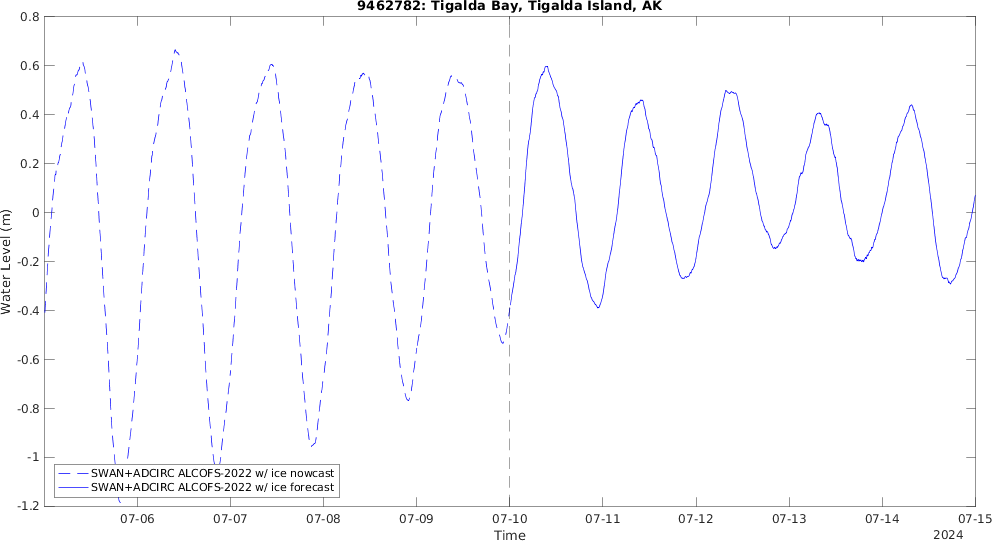 9462782: Tigalda Bay, Tigalda Island, AK
0.8
0.6
0.4
0.2
0
-0.2
-0.4
-0.6
-0.8
-1
-1.2
Water Level (m)
SWAN+ADCIRC ALCOFS-2022 w/ ice nowcast
SWAN+ADCIRC ALCOFS-2022 w/ ice forecast
07-06 07-07 07-08 07-09 07-10 07-11 07-12 07-13 07-14 07-15
Time
2024